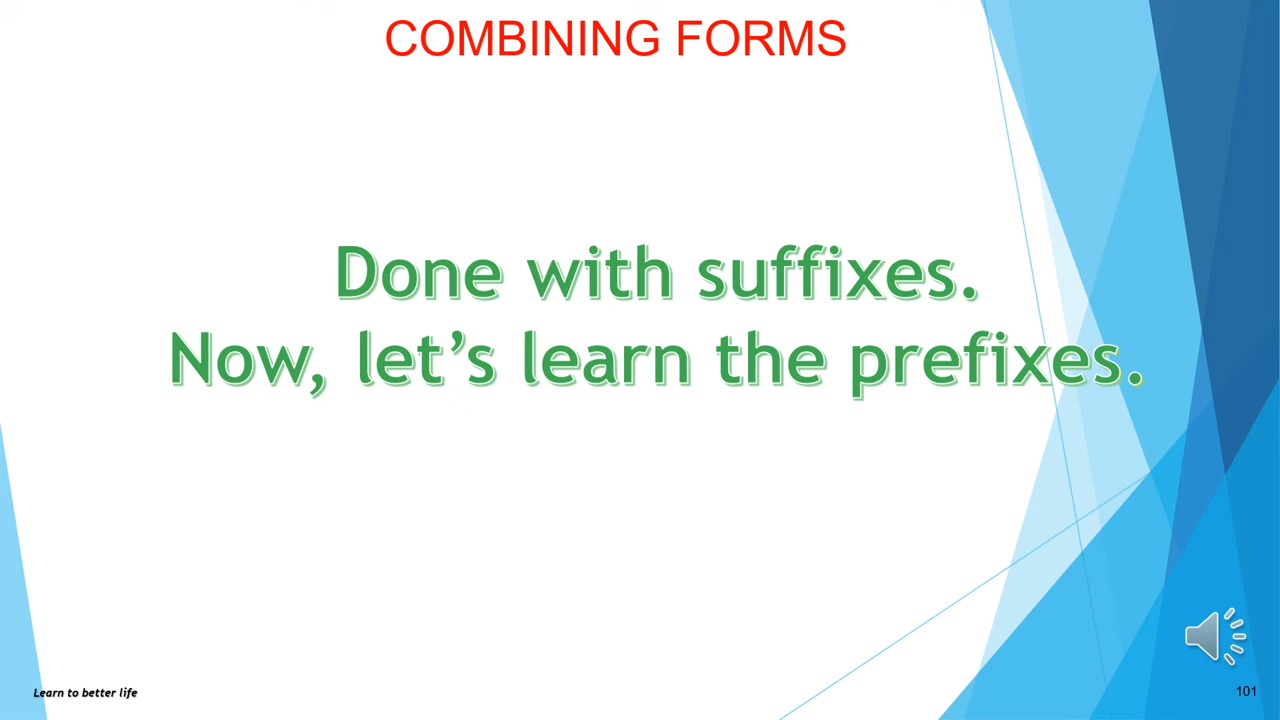 COMBINING FORMS
Done with suffixes.
Now, let’s learn the prefixes.
Learn to better life
101